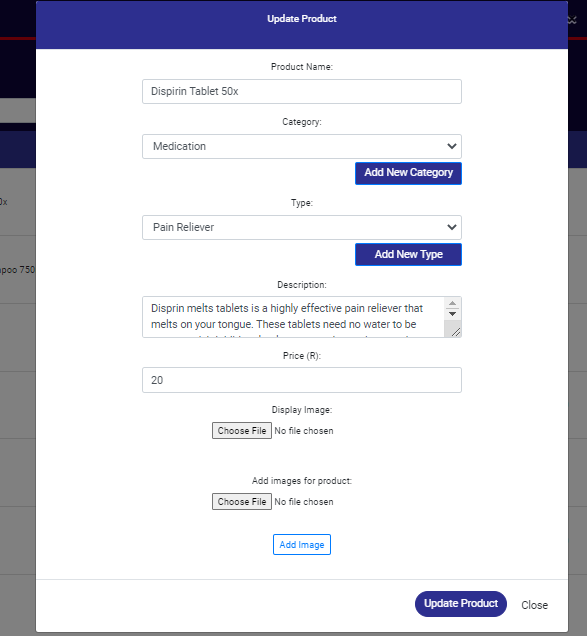 Update Product
Product Name:
Dispirin Tablet 50x
Category:
Medication
Add New Category
Type:
0x
Pain Reliever
Add New Type
poo 750
Description:
Disprin melts tablets is a highly effective pain reliever that
melts on your tongue. These tablets need no water to be
Price (R):
20
Display Image:
Choose File No file chosen
Add images for product:
Choose File No file chosen
Add Image
Update Product
Close